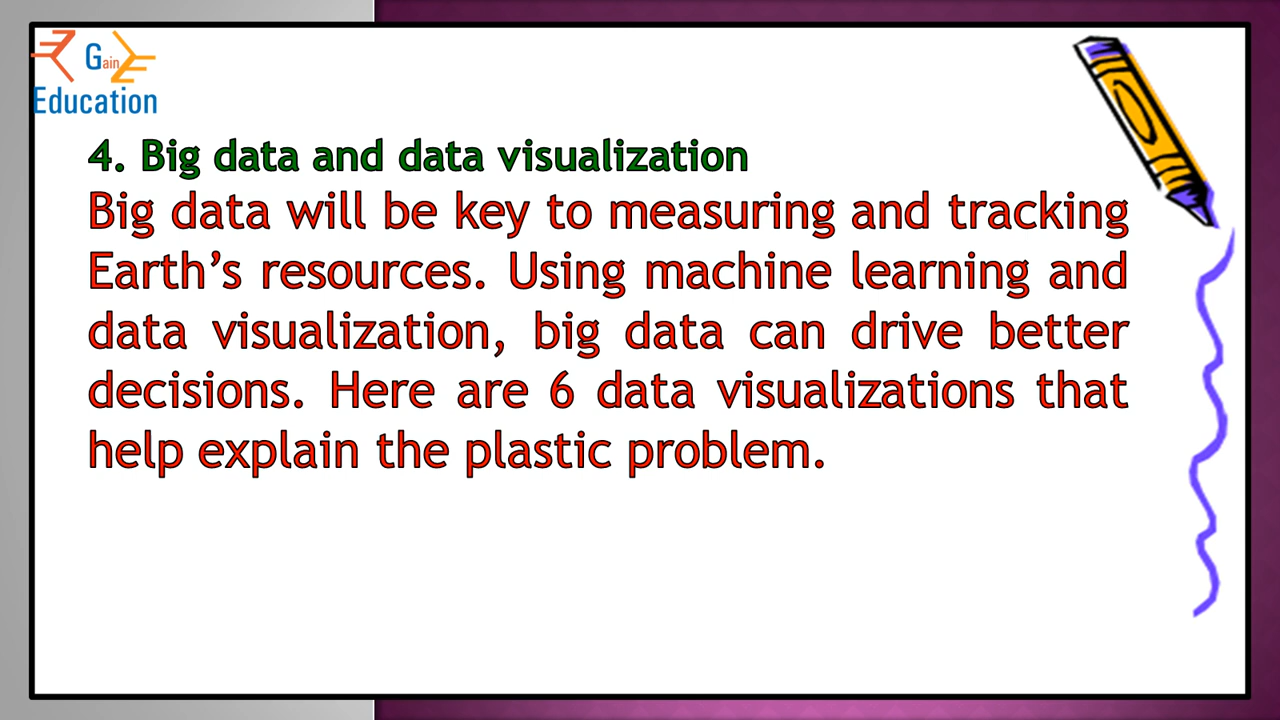 Gain
Education
4. Big data and data visualization
Big data will be key to measuring and tracking
Earth’s resources. Using machine learning and
data visualization, big data can drive better
decisions. Here are 6 data visualizations that
help explain the plastic problem.